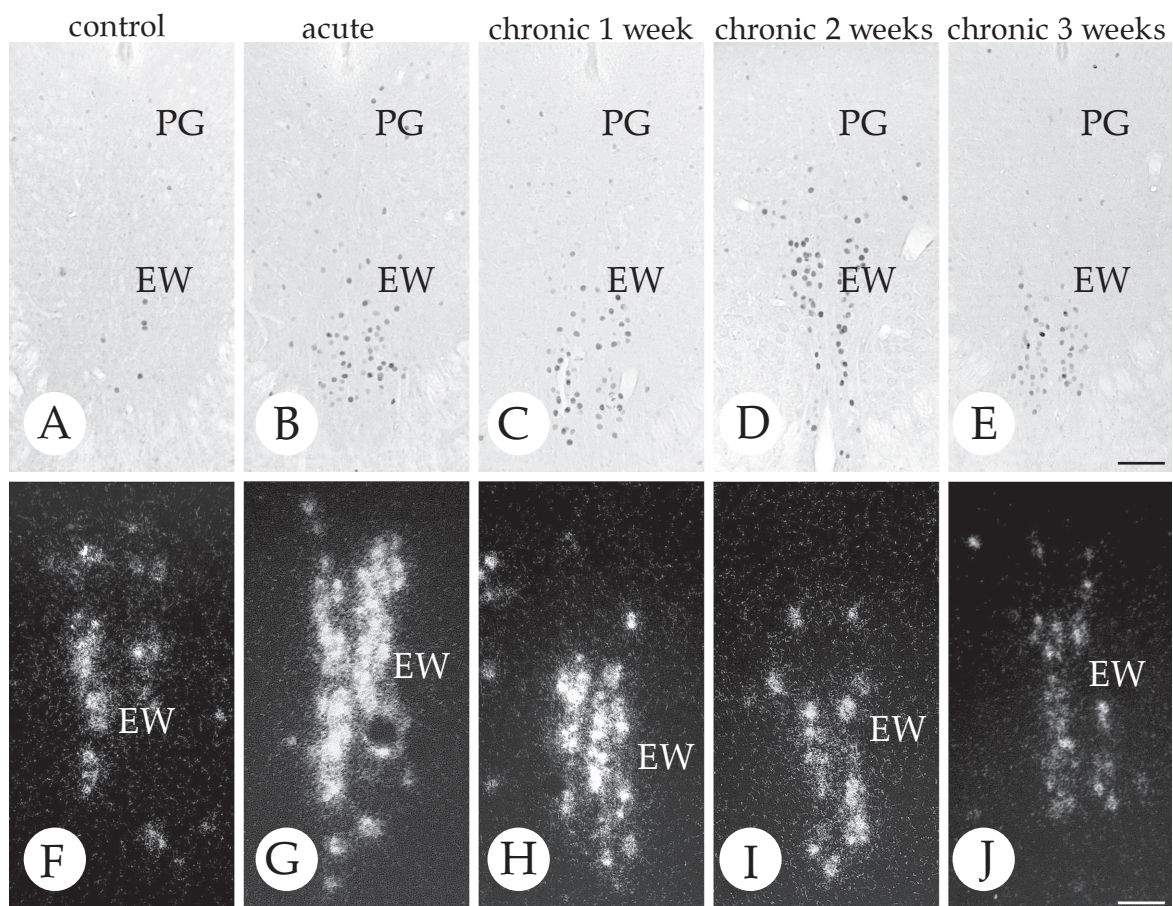 control acute chronic 1 week chronic 2 weeks chronic 3 weeks
PG PG PG PG PG
EW EW EW EW EW
A B C D E
EW EW EW EW EW
F G H I J